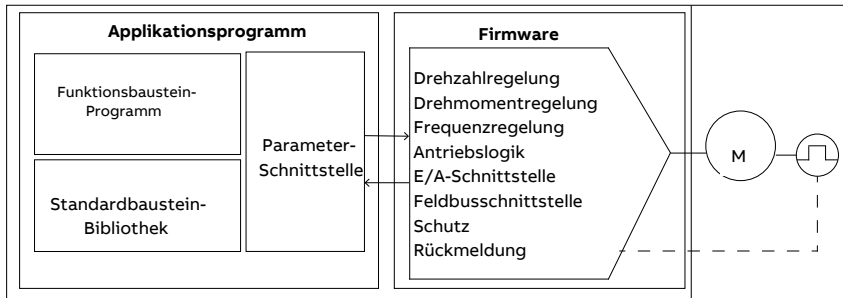 Applikationsprogramm
Funktionsbaustein-
Programm
Standardbaustein-
Bibliothek
Parameter-
Schnittstelle
Firmware
Drehzahlregelung
Drehmomentregelung
Frequenzregelung
Antriebslogik
E/A-Schnittstelle
Feldbusschnittstelle
Schutz
Rückmeldung
M